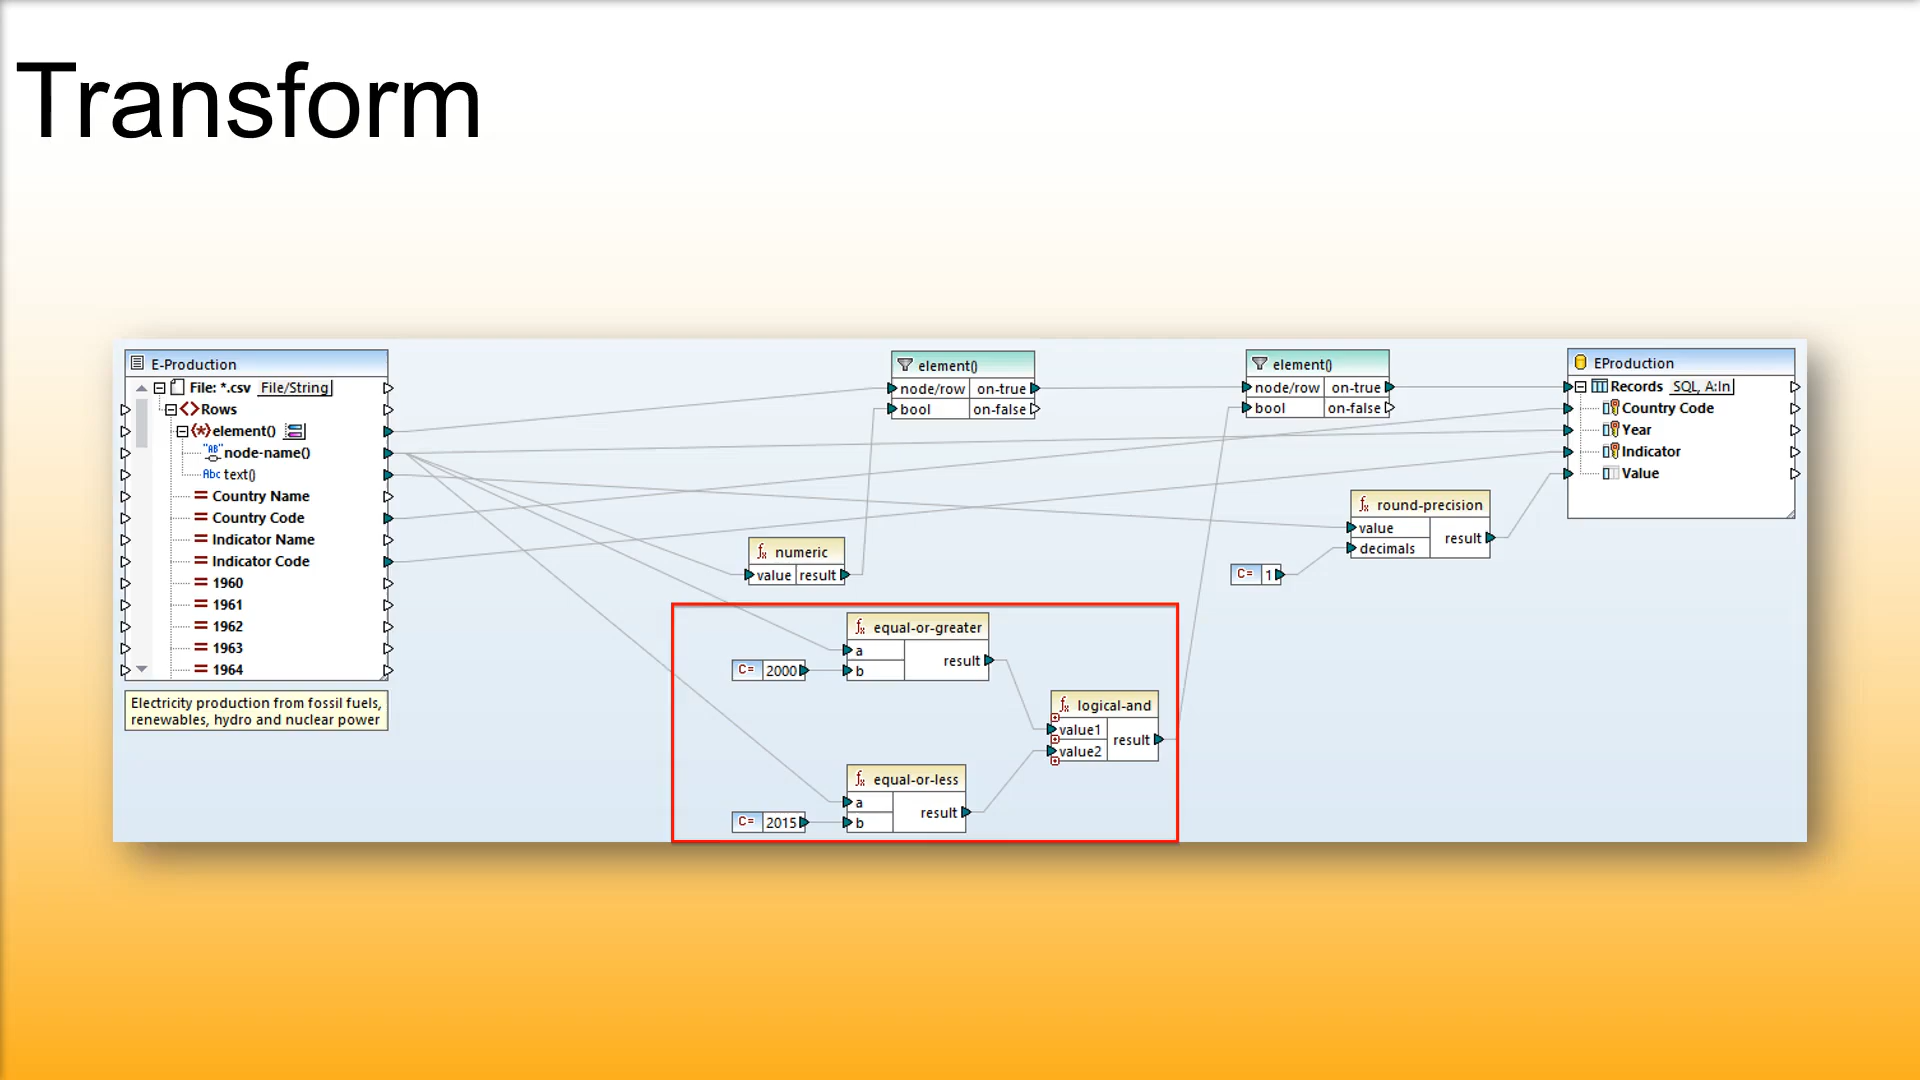 Transform
E-Production
File: *.csv File/String
Rows
element()
node-name()
Abc text()
Country Name
Country Code
Indicator Name
Indicator Code
1960
1961
1962
1963
1964
Electricity production from fossil fuels,
renewables, hydro and nuclear power
element()
node/row on-true
bool on-false
numeric
value result
C= 2000
equal-or-greater
a
b
result
C= 2015
equal-or-less
a
b
result
logical-and
value1
value2
result
element()
node/row on-true
bool on-false
C= 1
round-precision
value
decimals
result
EProduction
Records SQL, A:In
Country Code
Year
Indicator
Value